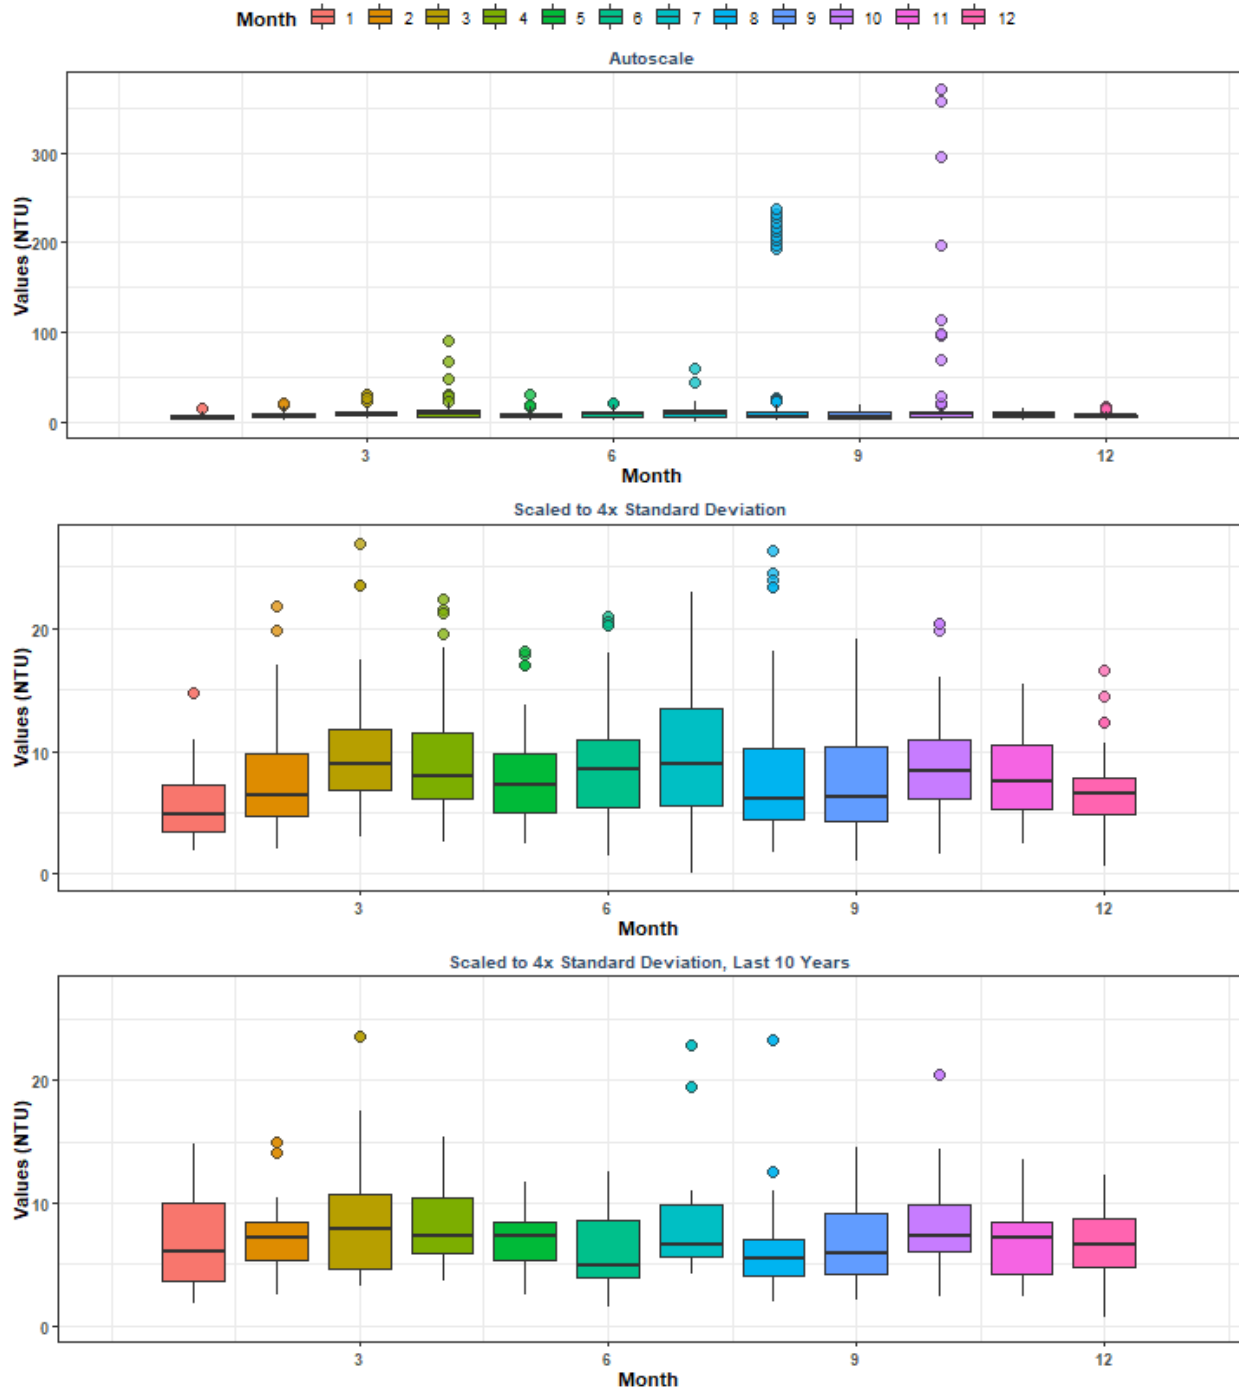 Month 1 2 3 4 5 6 7 8 9 10 11 12
Autoscale
Values (NTU)
300
200
100
0
3 6 9 12
Month
Scaled to 4x Standard Deviation
Values (NTU)
20
10
0
3 6 9 12
Month
Scaled to 4x Standard Deviation, Last 10 Years
Values (NTU)
20
10
0
3 6 9 12
Month